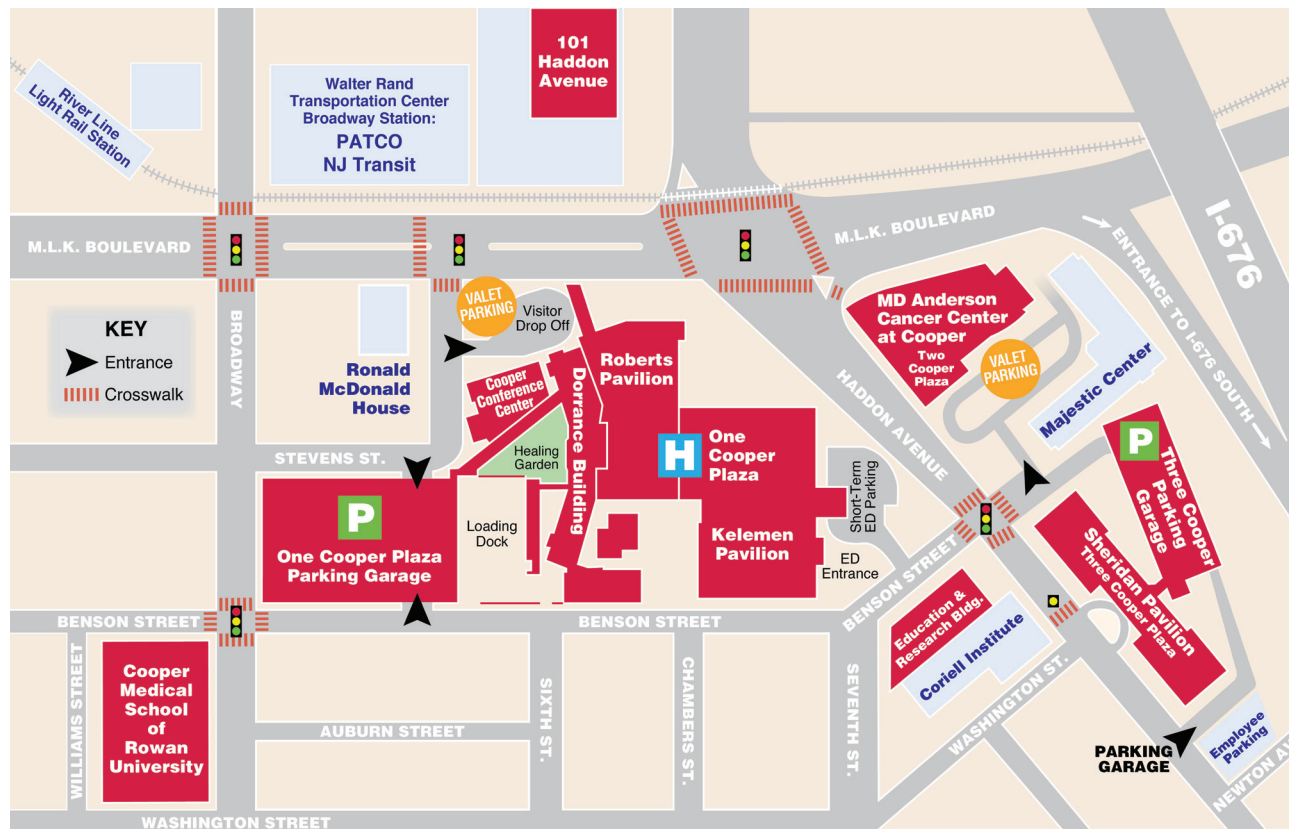 101
Haddon
Avenue
Walter Rand
Transportation Center
Broadway Station:
PATCO
NJ Transit
River Line
Light Rail Station
M.L.K. BOULEVARD
M.L.K. BOULEVARD
ENTRANCE TO I-676 SOUTH
I-676
KEY
Entrance
Crosswalk
BROADWAY
Ronald
McDonald
House
VALET
PARKING
Visitor
Drop Off
Cooper
Conference
Center
Dorrance Building
Roberts
Pavilion
Healing
Garden
H
One
Cooper
Plaza
Kelemen
Pavilion
Short-Term
ED Parking
ED
Entrance
HADDON AVENUE
MD Anderson
Cancer Center
at Cooper
Two
Cooper
Plaza
VALET
PARKING
Majestic Center
P
Three Cooper
Parking
Garage
Sheridan Pavilion
Three Cooper Plaza
STEVENS ST.
P
One Cooper Plaza
Parking Garage
Loading
Dock
BENSON STREET
BENSON STREET
BENSON STREET
Education &
Research Bldg.
Coriell Institute
WILLIAMS STREET
Cooper
Medical
School
of
Rowan
University
AUBURN STREET
SIXTH ST.
CHAMBERS ST.
SEVENTH ST.
WASHINGTON ST.
PARKING
GARAGE
Employee
Parking
WASHINGTON STREET